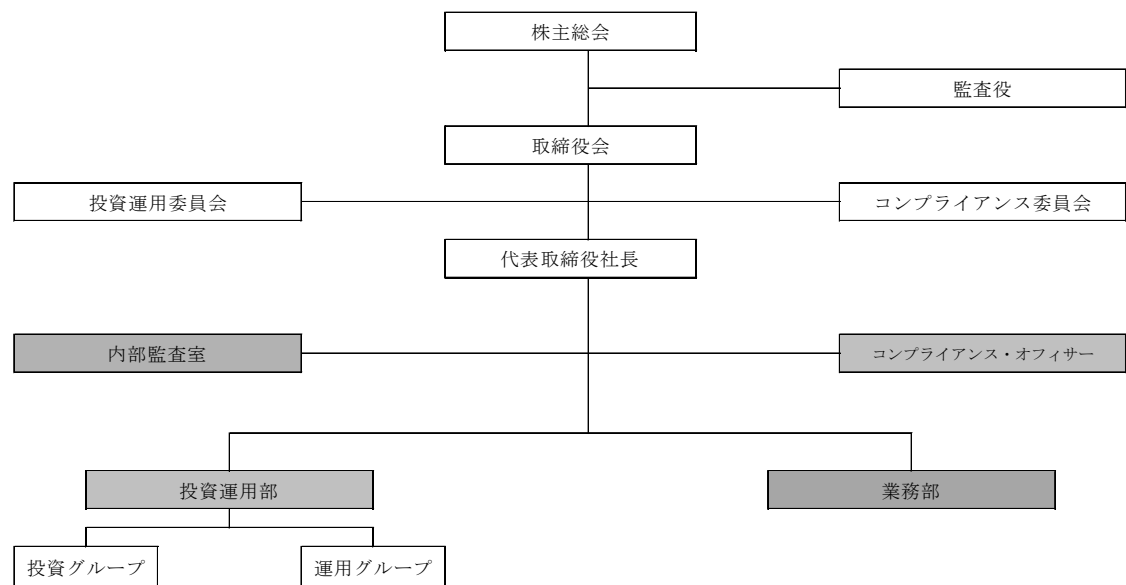 株主総会
監査役
取締役会
投資運用委員会
コンプライアンス委員会
代表取締役社長
内部監査室
コンプライアンス・オフィサー
投資運用部
業務部
投資グループ
運用グループ